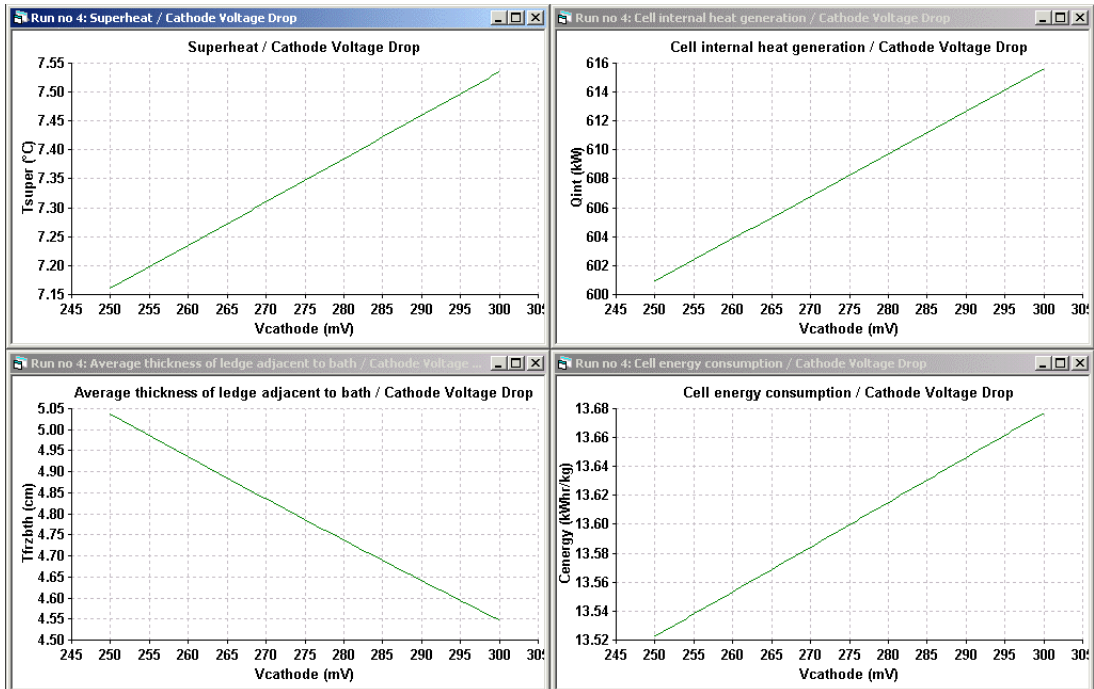 Run no 4: Superheat / Cathode Voltage Drop
Superheat / Cathode Voltage Drop
7.55
7.50
7.45
7.40
7.35
7.30
7.25
7.20
7.15
Tsuper (°C)
245 250 255 260 265 270 275 280 285 290 295 300 305
Vcathode (mV)
Run no 4: Cell internal heat generation / Cathode Voltage Drop
Cell internal heat generation / Cathode Voltage Drop
616
614
612
610
608
606
604
602
600
Qint (kW)
245 250 255 260 265 270 275 280 285 290 295 300 305
Vcathode (mV)
Run no 4: Average thickness of ledge adjacent to bath / Cathode Voltage ...
Average thickness of ledge adjacent to bath / Cathode Voltage Drop
5.05
5.00
4.95
4.90
4.85
4.80
4.75
4.70
4.65
4.60
4.55
4.50
Tfrzbth (cm)
245 250 255 260 265 270 275 280 285 290 295 300 305
Vcathode (mV)
Run no 4: Cell energy consumption / Cathode Voltage Drop
Cell energy consumption / Cathode Voltage Drop
13.68
13.66
13.64
13.62
13.60
13.58
13.56
13.54
13.52
Cenergy (kWhr/kg)
245 250 255 260 265 270 275 280 285 290 295 300 305
Vcathode (mV)